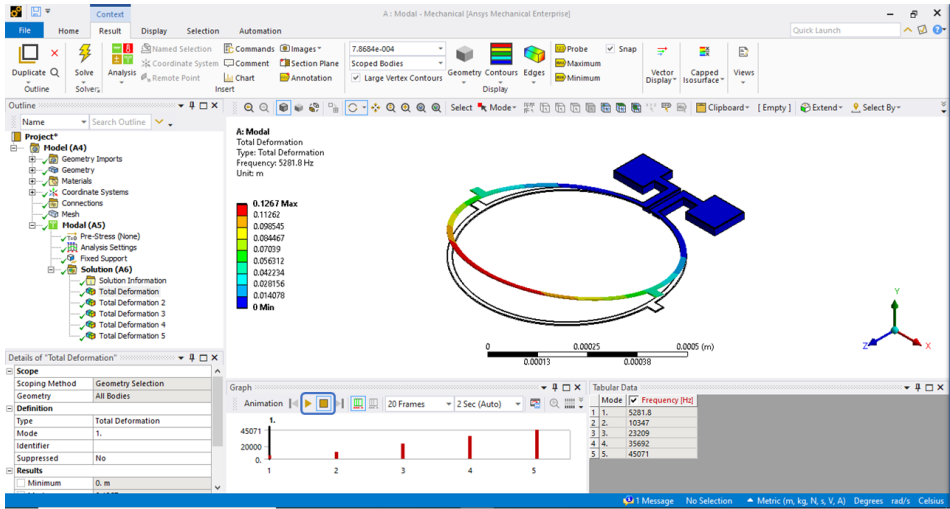 Context
A : Modal - Mechanical [Ansys Mechanical Enterprise]
File Home Result Display Selection Automation
Quick Launch
Duplicate Q
Outline
Solve
Solver
Analysis
Named Selection
Coordinate System
Remote Point
Commands
Comment
Chart
Images
Section Plane
Annotation
Insert
7.8684e-004
Scoped Bodies
Large Vertex Contours
Geometry Contours Edges
Probe
Maximum
Minimum
Snap
Display
Vector
Display
Capped
Isosurface
Views
Outline
Name Search Outline
Project*
Model (A4)
Geometry Imports
Geometry
Materials
Coordinate Systems
Connections
Mesh
Modal (A5)
Pre-Stress (None)
Analysis Settings
Fixed Support
Solution (A6)
Solution Information
Total Deformation
Total Deformation 2
Total Deformation 3
Total Deformation 4
Total Deformation 5
Select Mode Clipboard [Empty] Extend Select By
A: Modal
Total Deformation
Type: Total Deformation
Frequency: 5281.8 Hz
Unit: m
0.1267 Max
0.11262
0.098545
0.084467
0.07039
0.056312
0.042234
0.028156
0.014078
0 Min
0 0.00025 0.0005 (m)
0.00013 0.00038
Y
Z X
Details of "Total Deformation"
Scope
Scoping Method Geometry Selection
Geometry All Bodies
Definition
Type Total Deformation
Mode 1.
Identifier
Suppressed No
Results
Minimum 0. m
Graph
Animation 20 Frames 2 Sec (Auto)
1.
45071
20000
0.
1 2 3 4 5
Tabular Data
Mode Frequency [Hz]
1 1. 5281.8
2 2. 10347
3 3. 23209
4 4. 35692
5 5. 45071
1 Message No Selection Metric (m, kg, N, s, V, A) Degrees rad/s Celsius